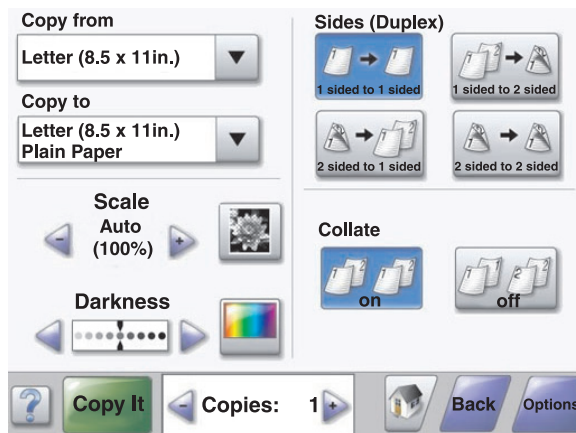 Copy from
Letter (8.5 x 11in.)
Copy to
Letter (8.5 x 11in.)
Plain Paper
Scale
Auto
(100%)
Darkness
Sides (Duplex)
1 sided to 1 sided
1 sided to 2 sided
2 sided to 1 sided
2 sided to 2 sided
Collate
on
off
?
Copy It
Copies: 1
Back
Options